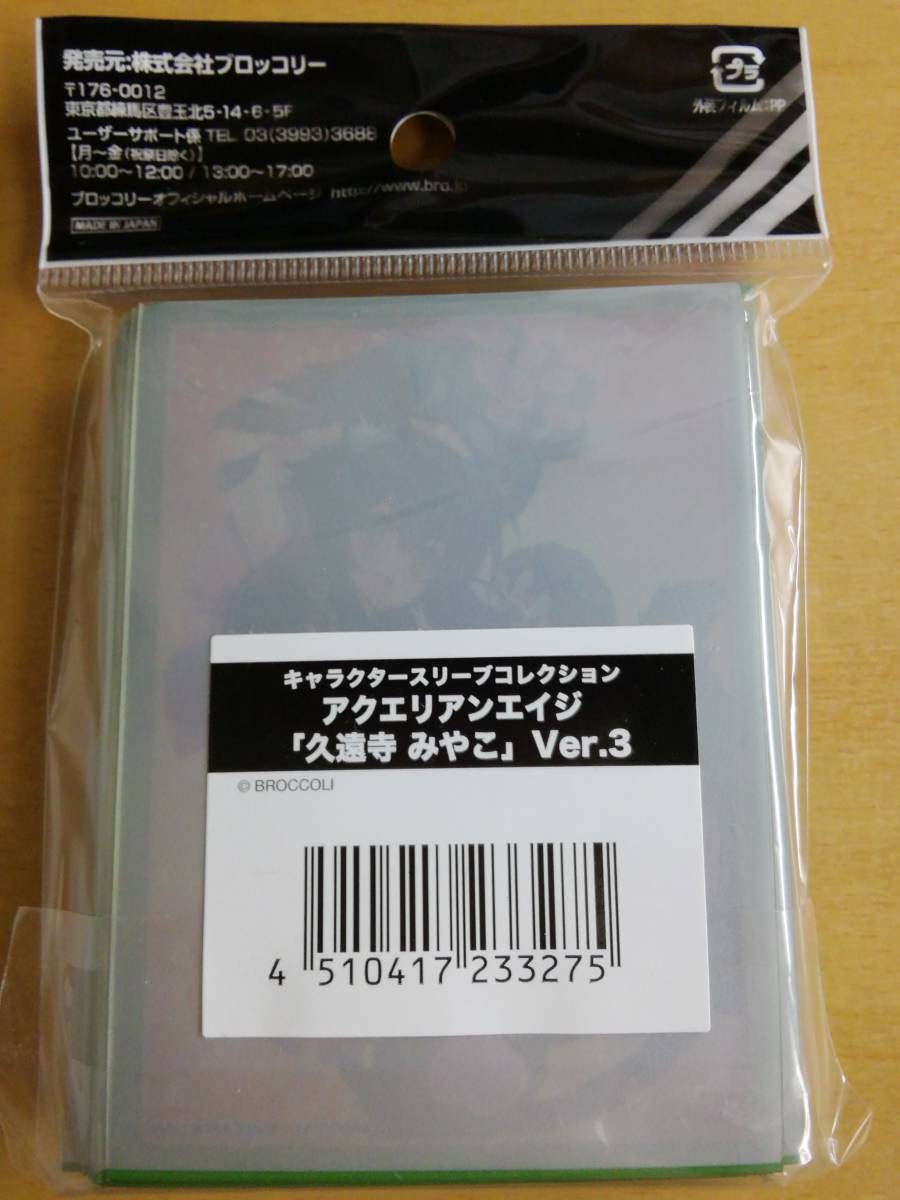 発売元:株式会社ブロッコリー
〒176-0012
東京都練馬区豊玉北5-14-6-5F
ユーザーサポート係 TEL 03(3993)3688
【月〜金(祝祭日除く)】
10:00〜12:00 / 13:00〜17:00
ブロッコリーオフィシャルホームページ http://www.bro.jp
MADE IN JAPAN
プラ
外装フィルム:PP
キャラクタースリーブコレクション
アクエリアンエイジ
「久遠寺 みやこ」 Ver.3
© BROCCOLI
4 510417 233275